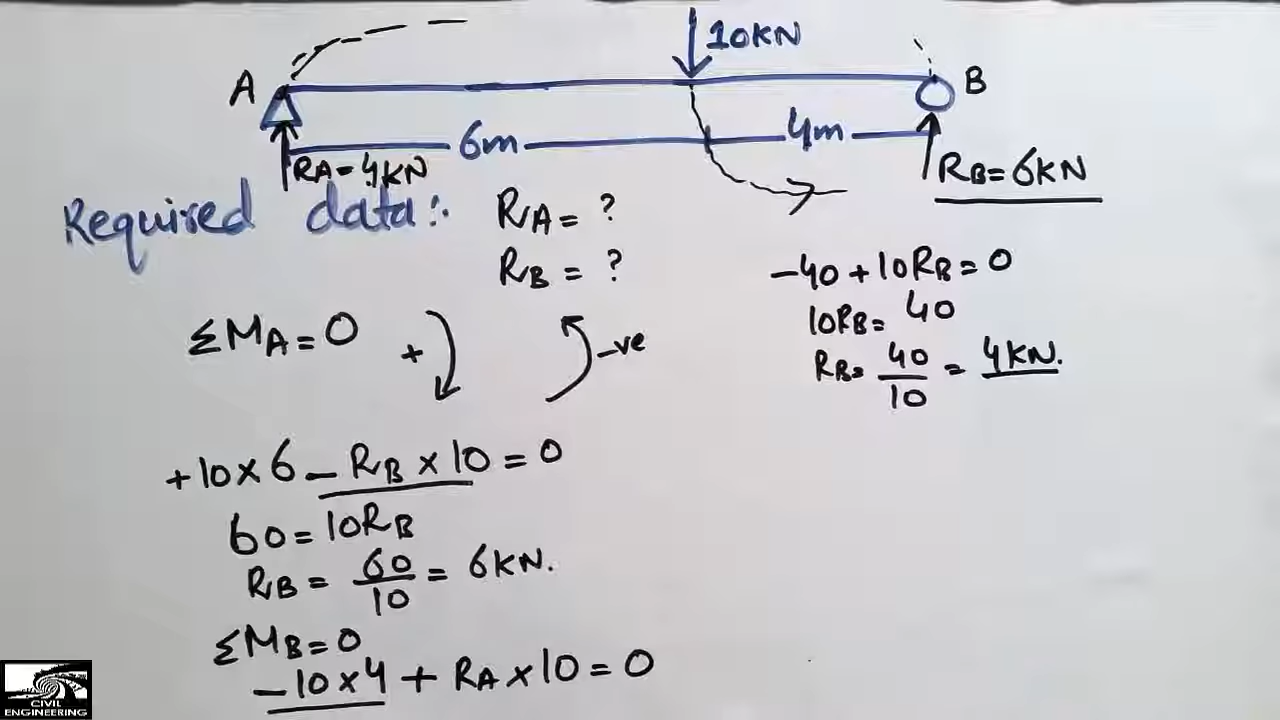 10KN
A
B
6m
4m
RA=4KN
RB=6KN
Required data:
RA = ?
RB = ?
-40+10RB=0
10RB= 40
RB= 40/10 = 4KN.
ΣMA=0
+
-ve
+10×6-RB×10=0
60=10RB
RB= 60/10 = 6KN.
ΣMB=0
-10×4+RA×10=0
CIVIL
ENGINEERING